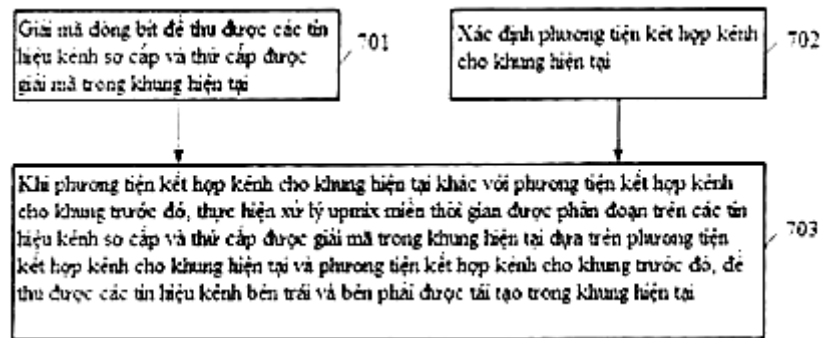 Giải mã dòng bit để thu được các tín
hiệu kênh sơ cấp và thứ cấp được
giải mã trong khung hiện tại
701
Xác định phương tiện kết hợp kênh
cho khung hiện tại
702
Khi phương tiện kết hợp kênh cho khung hiện tại khác với phương tiện kết hợp kênh
cho khung trước đó, thực hiện xử lý upmix miền thời gian được phân đoạn trên các tín
hiệu kênh sơ cấp và thứ cấp được giải mã trong khung hiện tại dựa trên phương tiện
kết hợp kênh cho khung hiện tại và phương tiện kết hợp kênh cho khung trước đó, để
thu được các tín hiệu kênh bên trái và bên phải được tái tạo trong khung hiện tại
703